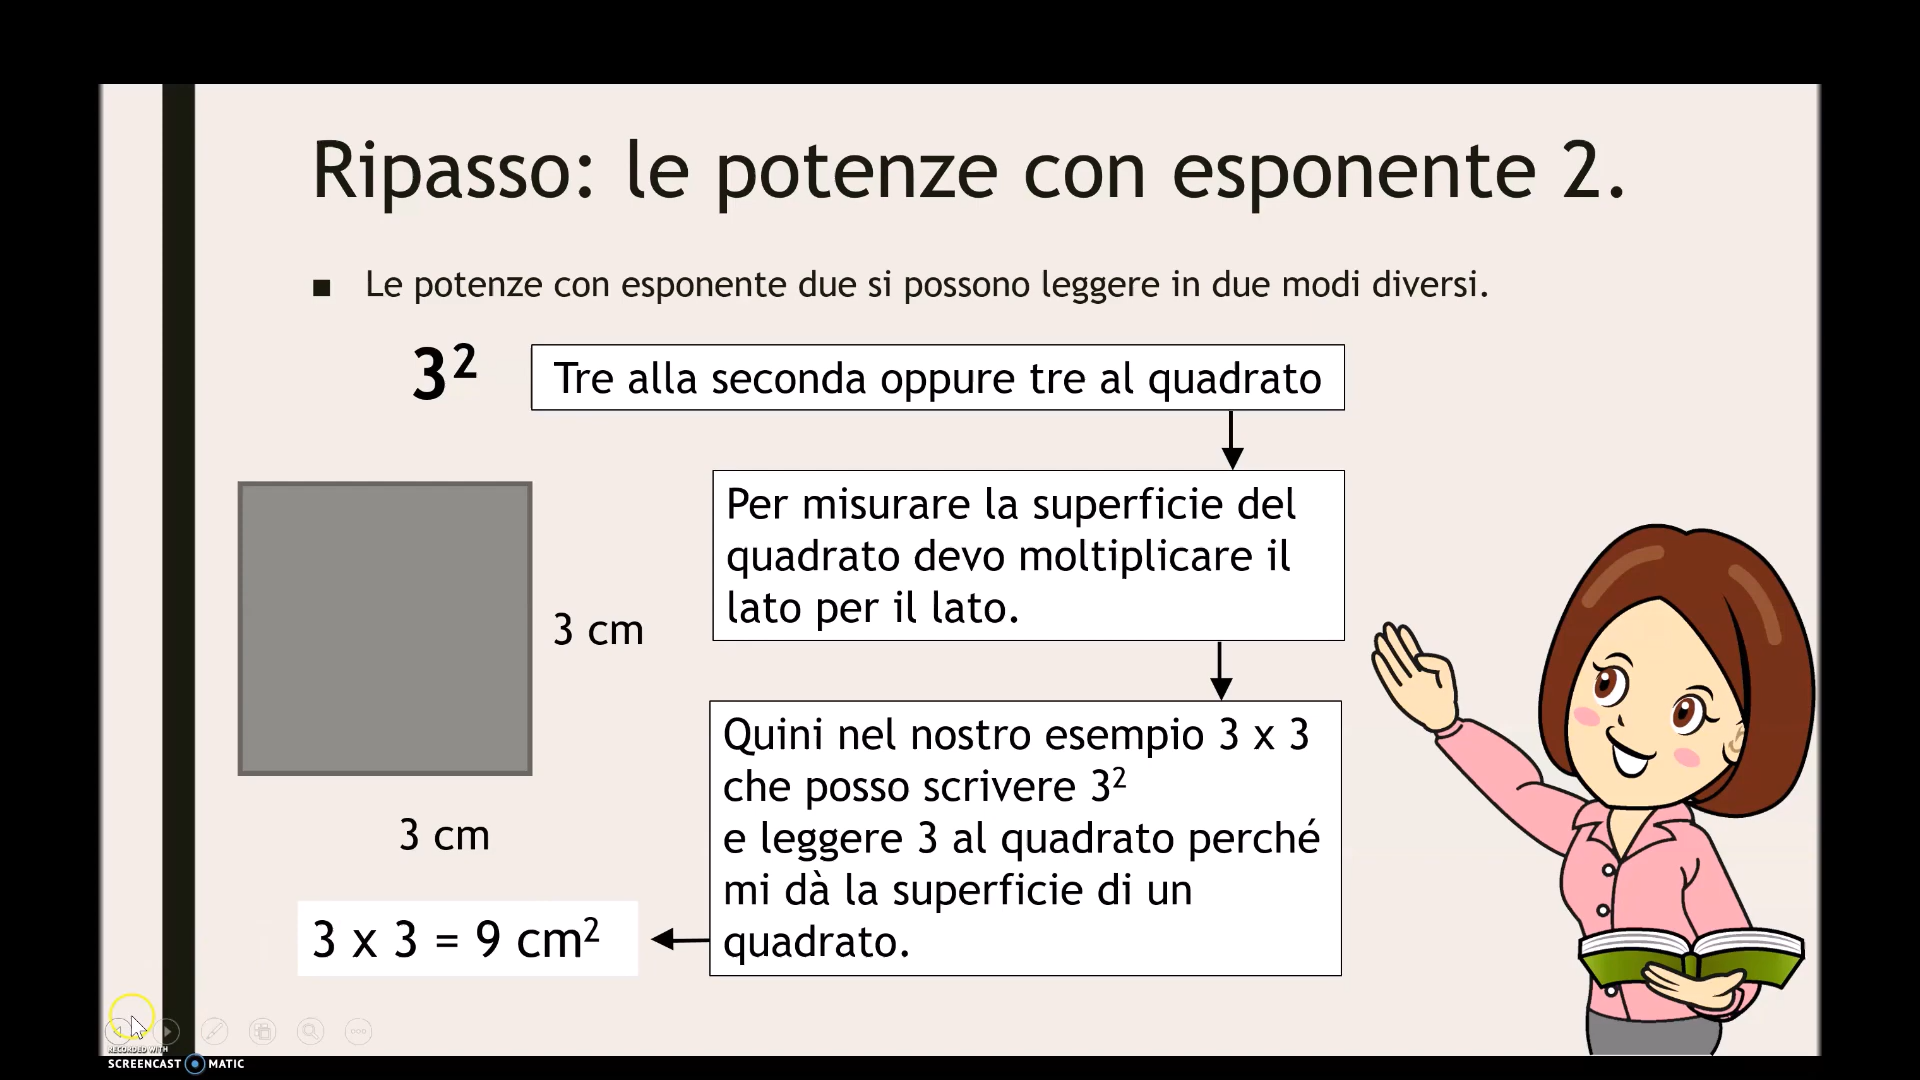 Ripasso: le potenze con esponente 2.
Le potenze con esponente due si possono leggere in due modi diversi.
3² Tre alla seconda oppure tre al quadrato
Per misurare la superficie del
quadrato devo moltiplicare il
lato per il lato.
3 cm
3 cm
Quini nel nostro esempio 3 x 3
che posso scrivere 3²
e leggere 3 al quadrato perché
mi dà la superficie di un
quadrato.
3 x 3 = 9 cm²
RECORDED WITH
SCREENCAST MATIC